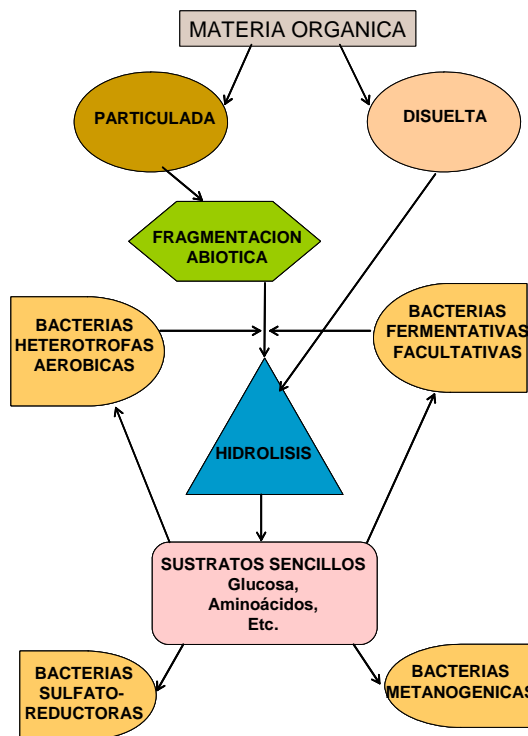 MATERIA ORGANICA
PARTICULADA
DISUELTA
FRAGMENTACION
ABIOTICA
BACTERIAS
HETEROTROFAS
AEROBICAS
BACTERIAS
FERMENTATIVAS
FACULTATIVAS
HIDROLISIS
SUSTRATOS SENCILLOS
Glucosa,
Aminoácidos,
Etc.
BACTERIAS
SULFATO-
REDUCTORAS
BACTERIAS
METANOGENICAS